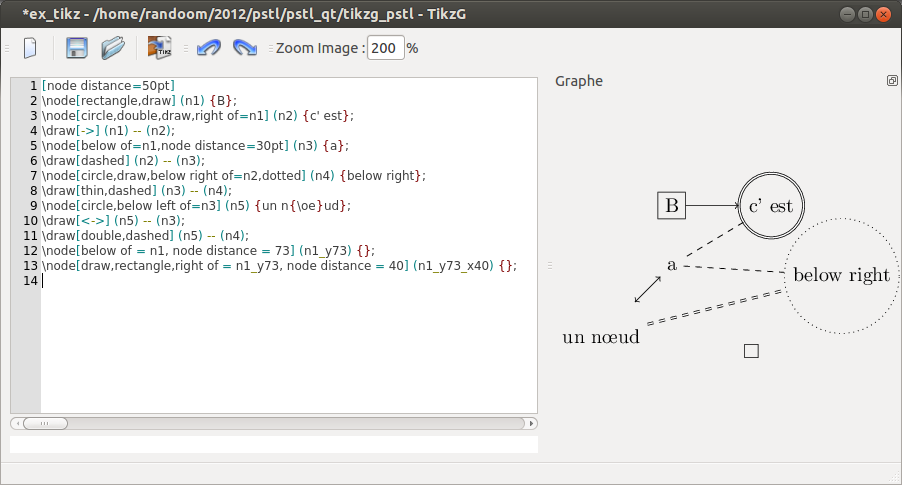 *ex_tikz - /home/randoom/2012/pstl/pstl_qt/tikzg_pstl - TikzG
TikZ
Zoom Image : 200 %
1 [node distance=50pt]
2 \node[rectangle,draw] (n1) {B};
3 \node[circle,double,draw,right of=n1] (n2) {c' est};
4 \draw[->] (n1) -- (n2);
5 \node[below of=n1,node distance=30pt] (n3) {a};
6 \draw[dashed] (n2) -- (n3);
7 \node[circle,draw,below right of=n2,dotted] (n4) {below right};
8 \draw[thin,dashed] (n3) -- (n4);
9 \node[circle,below left of=n3] (n5) {un n{\oe}ud};
10 \draw[<->] (n5) -- (n3);
11 \draw[double,dashed] (n5) -- (n4);
12 \node[below of = n1, node distance = 73] (n1_y73) {};
13 \node[draw,rectangle,right of = n1_y73, node distance = 40] (n1_y73_x40) {};
14
Graphe
B
c' est
a
below right
un nœud